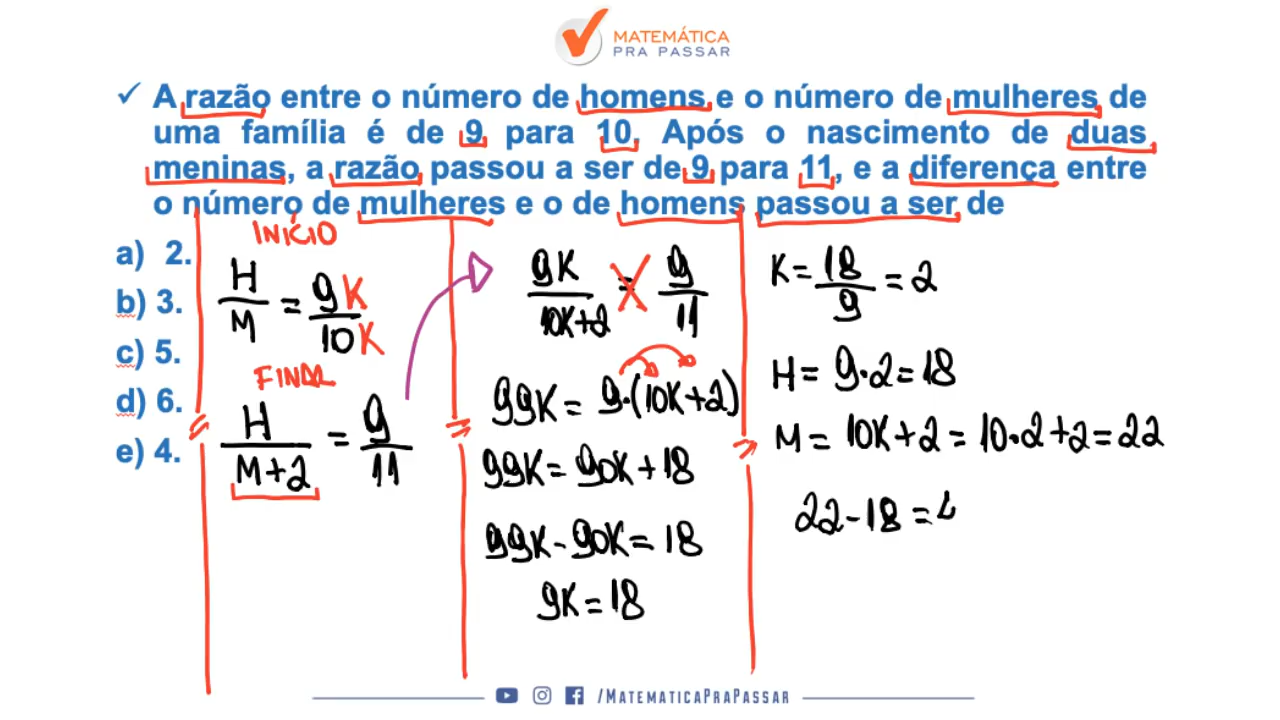 MATEMÁTICA
PRA PASSAR
✓ A razão entre o número de homens e o número de mulheres de
uma família é de 9 para 10. Após o nascimento de duas
meninas, a razão passou a ser de 9 para 11, e a diferença entre
o número de mulheres e o de homens passou a ser de
a) 2.
b) 3.
c) 5.
d) 6.
e) 4.
INÍCIO
H/M = 9K/10K
FINAL
H/(M+2) = 9/11
9K/(10K+2) = 9/11
99K = 9·(10K+2)
99K = 90K + 18
99K - 90K = 18
9K = 18
K = 18/9 = 2
H = 9·2 = 18
M = 10K+2 = 10·2+2 = 22
22 - 18 = 4
/MATEMATICAPRAPASSAR